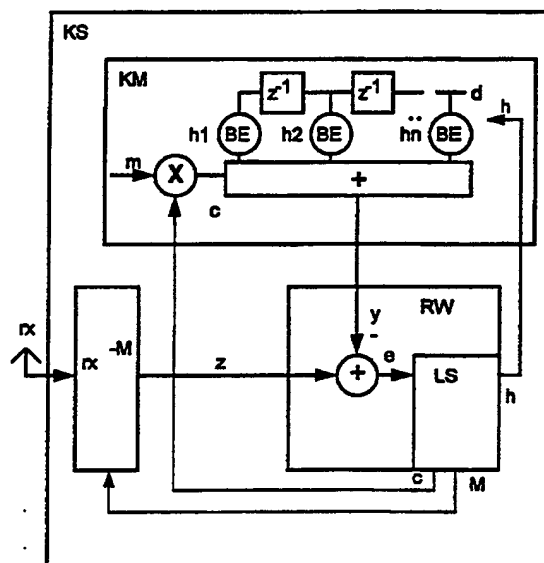 KS
KM
z-1
z-1
d
h
h1
BE
h2
BE
..
hn
BE
m
X
c
+
y
-
RW
rx
rx
-M
z
+
e
LS
h
c
M